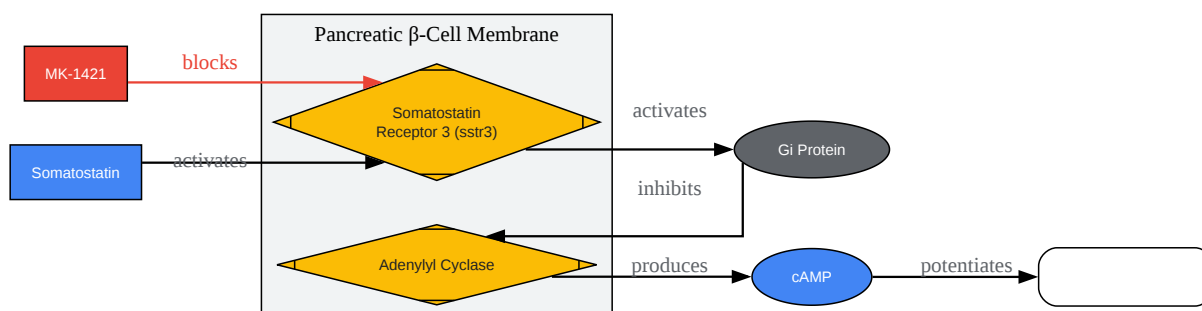 Pancreatic β-Cell Membrane
MK-1421
blocks
Somatostatin
Receptor 3 (sstr3)
activates
Gi Protein
Somatostatin
activates
inhibits
Adenylyl Cyclase
produces
cAMP
potentiates